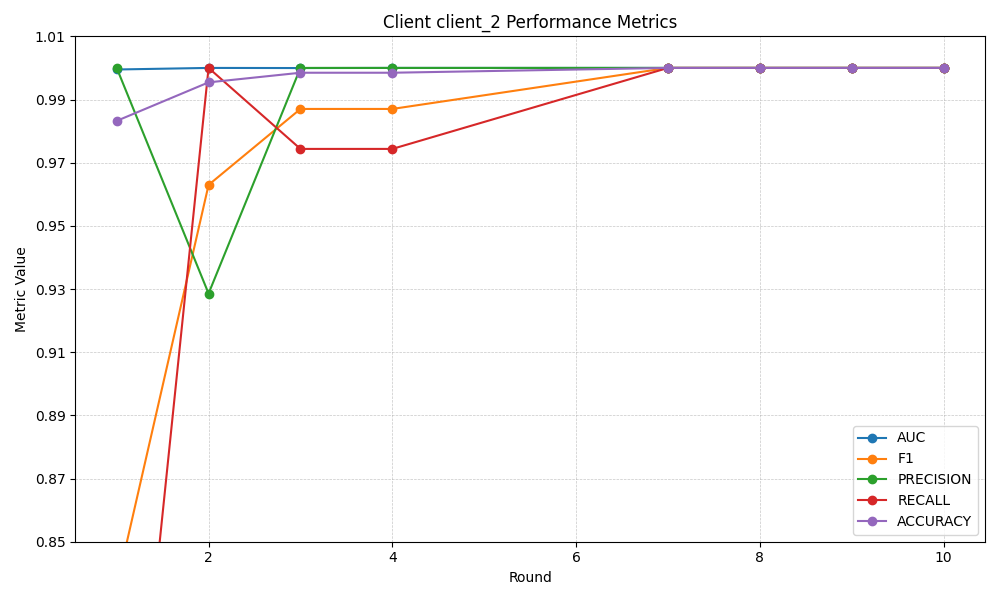 Client client_2 Performance Metrics
1.01
0.99
0.97
0.95
0.93
0.91
0.89
0.87
0.85
Metric Value
2
4
6
8
10
Round
AUC
F1
PRECISION
RECALL
ACCURACY